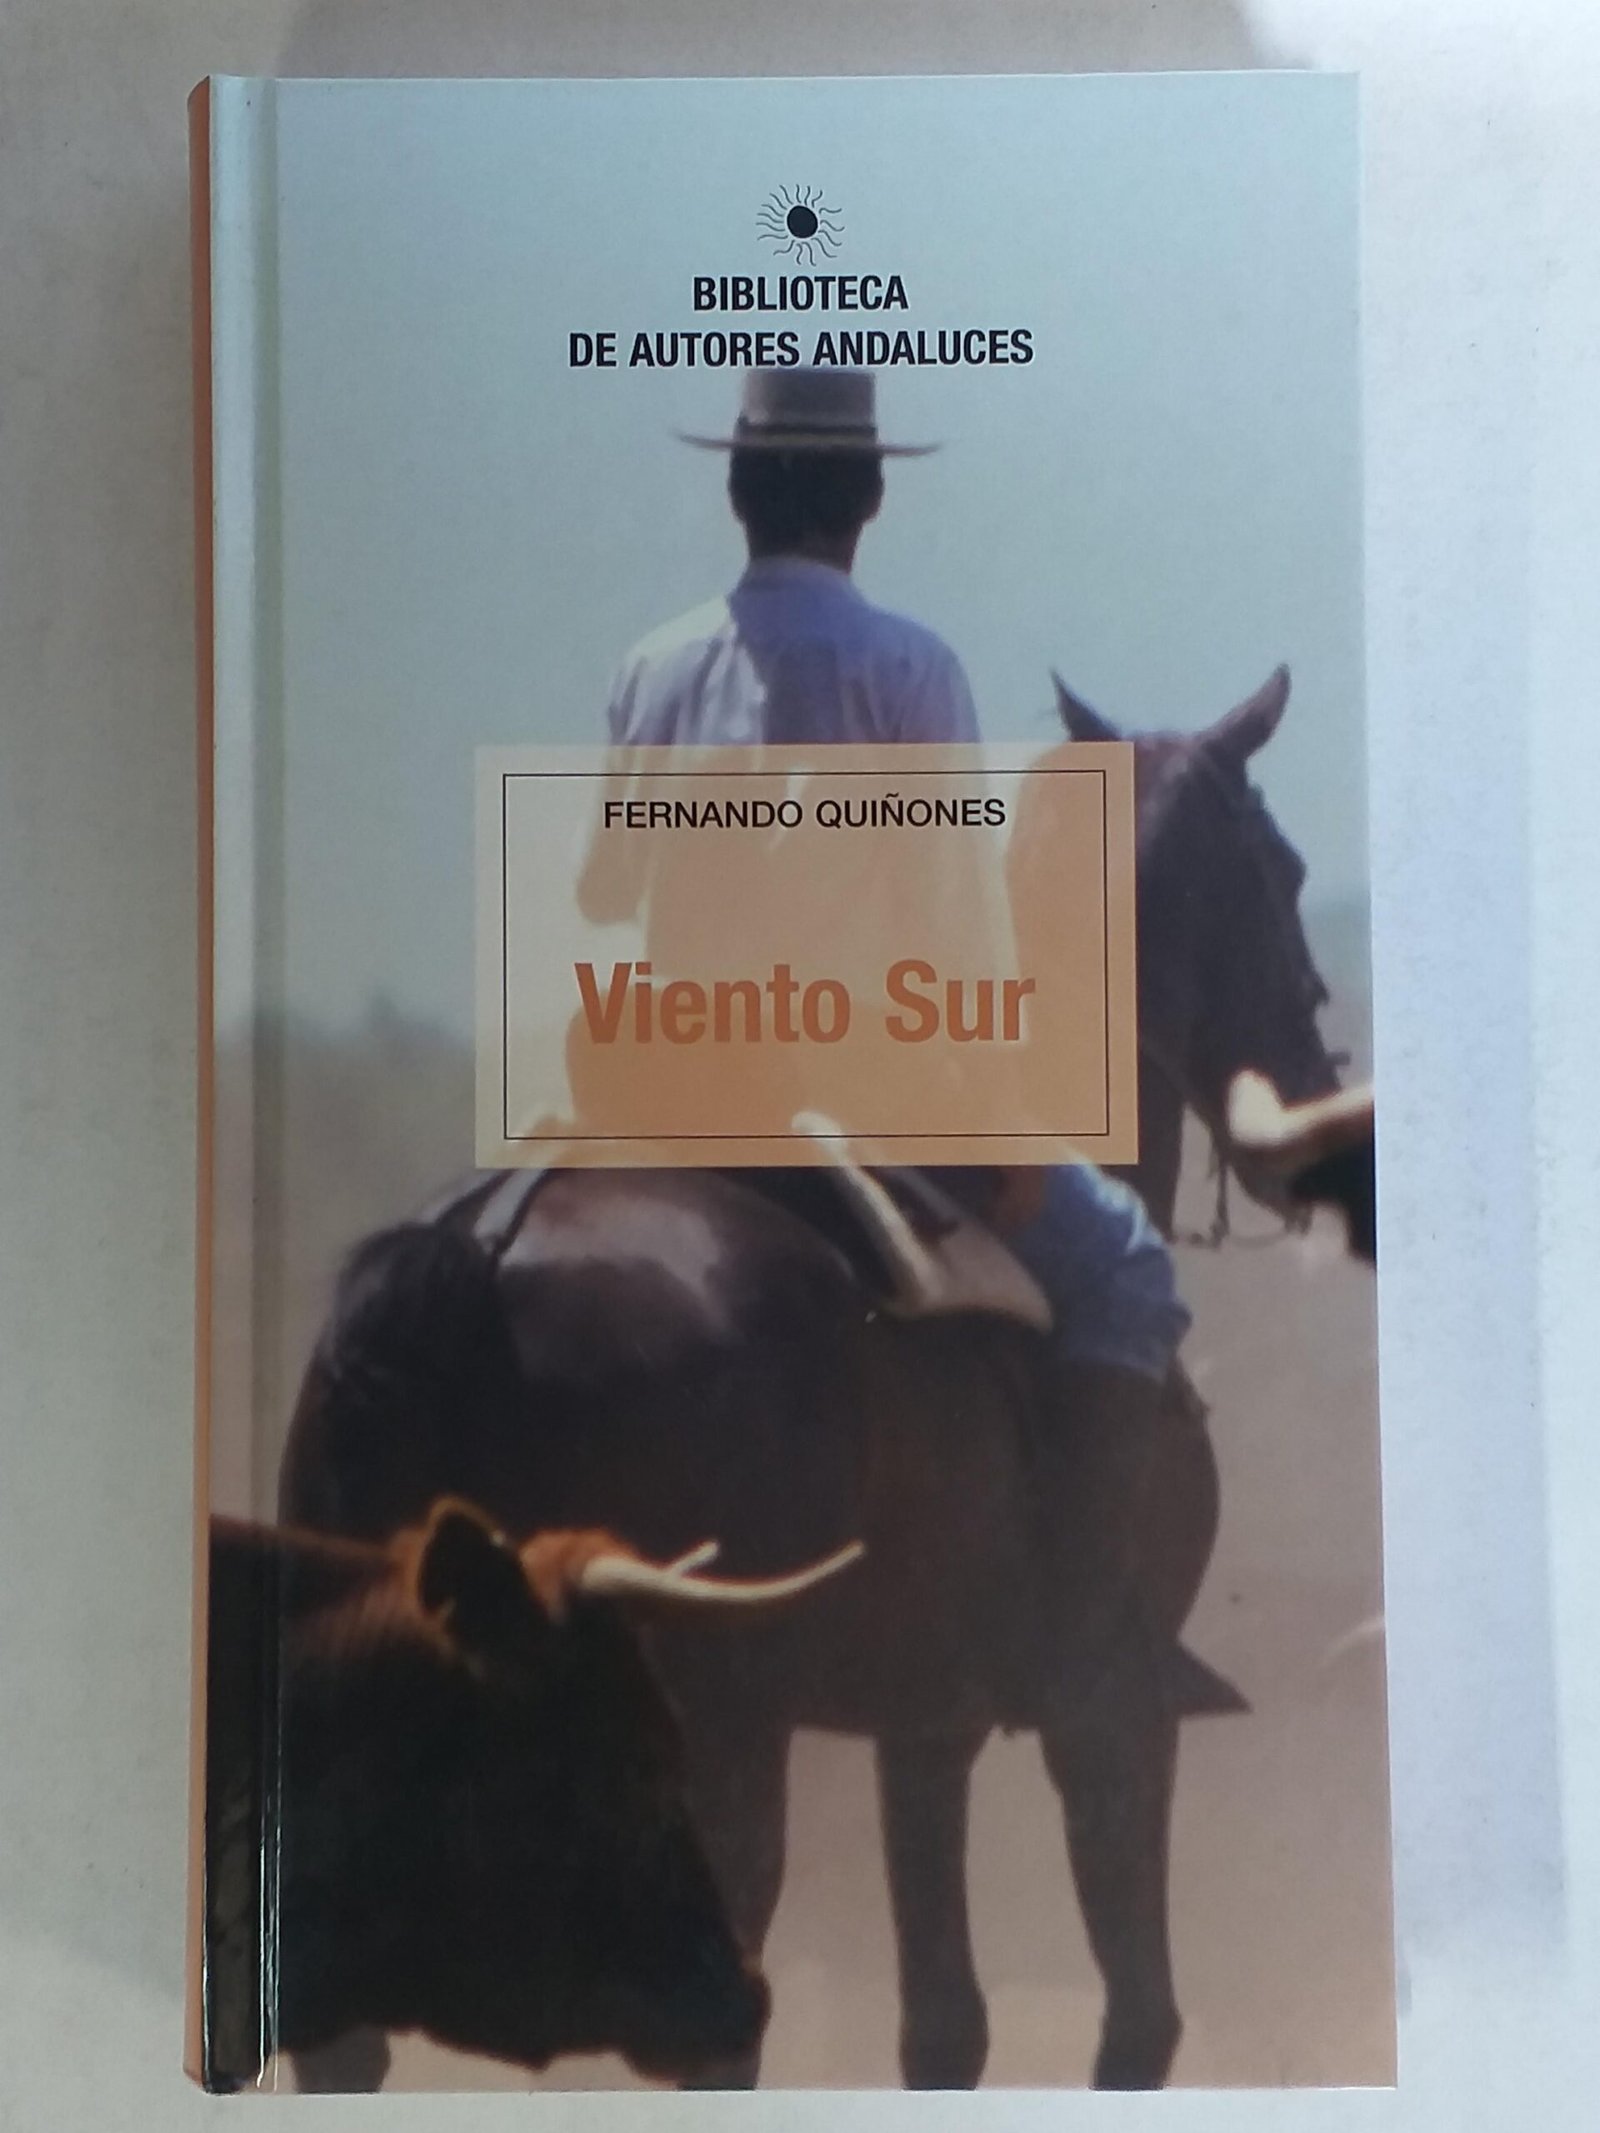 BIBLIOTECA
DE AUTORES ANDALUCES
FERNANDO QUIÑONES
Viento Sur